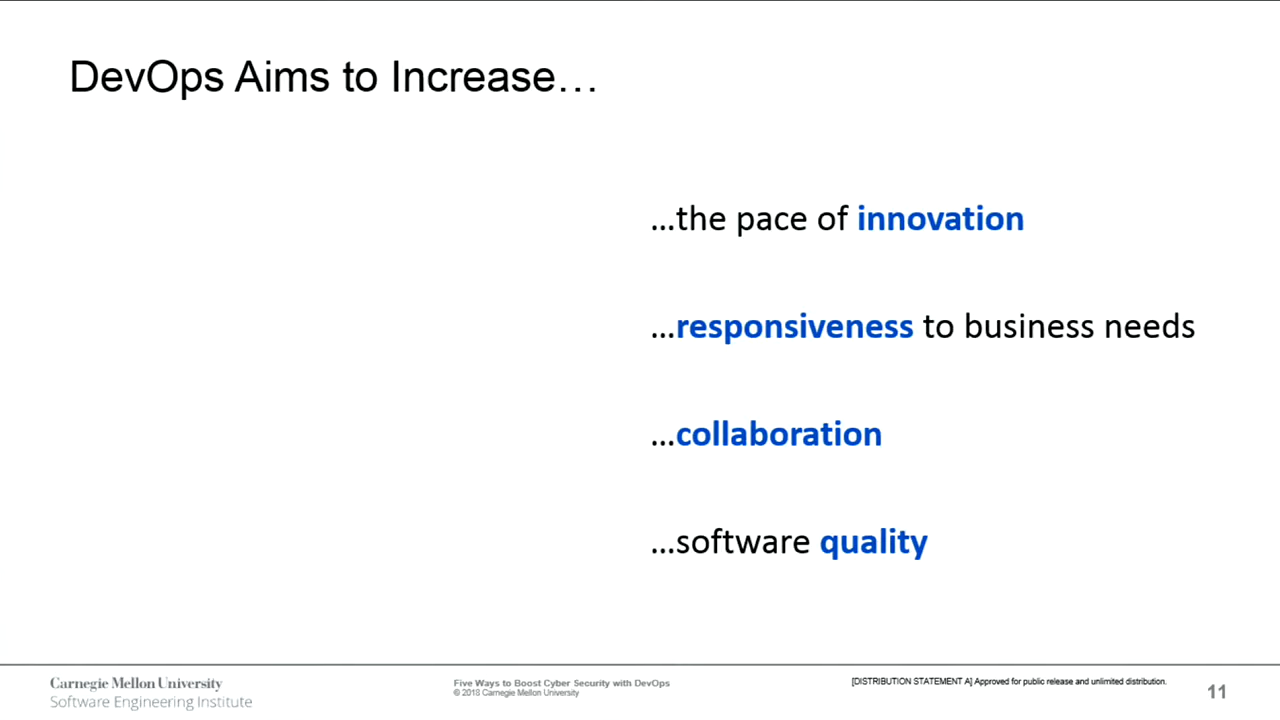 DevOps Aims to Increase…
…the pace of innovation
…responsiveness to business needs
…collaboration
…software quality
Carnegie Mellon University
Software Engineering Institute
Five Ways to Boost Cyber Security with DevOps
© 2018 Carnegie Mellon University
[DISTRIBUTION STATEMENT A] Approved for public release and unlimited distribution.
11